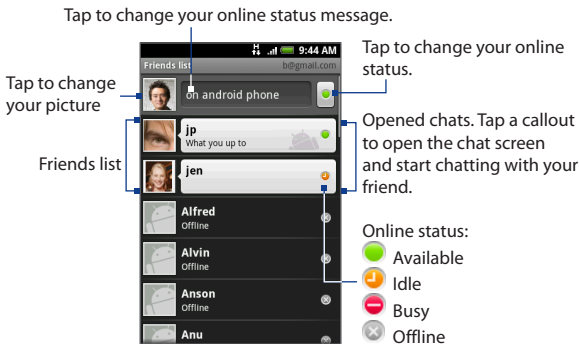 Tap to change your online status message.
9:44 AM
Friends list
b@gmail.com
on android phone
jp
What you up to
jen
Alfred
Offline
Alvin
Offline
Anson
Offline
Anu
Tap to change
your picture
Friends list
Tap to change your online
status.
Opened chats. Tap a callout
to open the chat screen
and start chatting with your
friend.
Online status:
Available
Idle
Busy
Offline